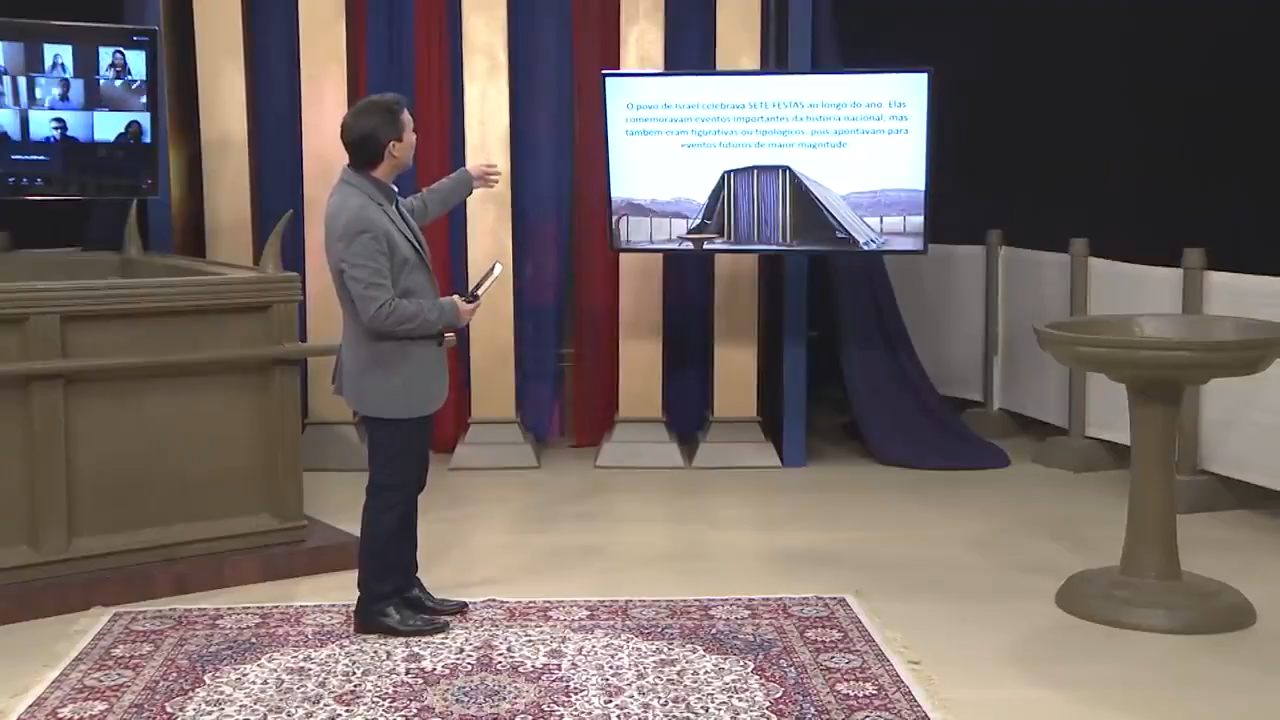 O povo de Israel celebrava SETE FESTAS ao longo do ano. Elas
comemoravam eventos importantes da história nacional, mas
também eram figurativas ou tipológicos, pois apontavam para
eventos futuros de maior magnitude.